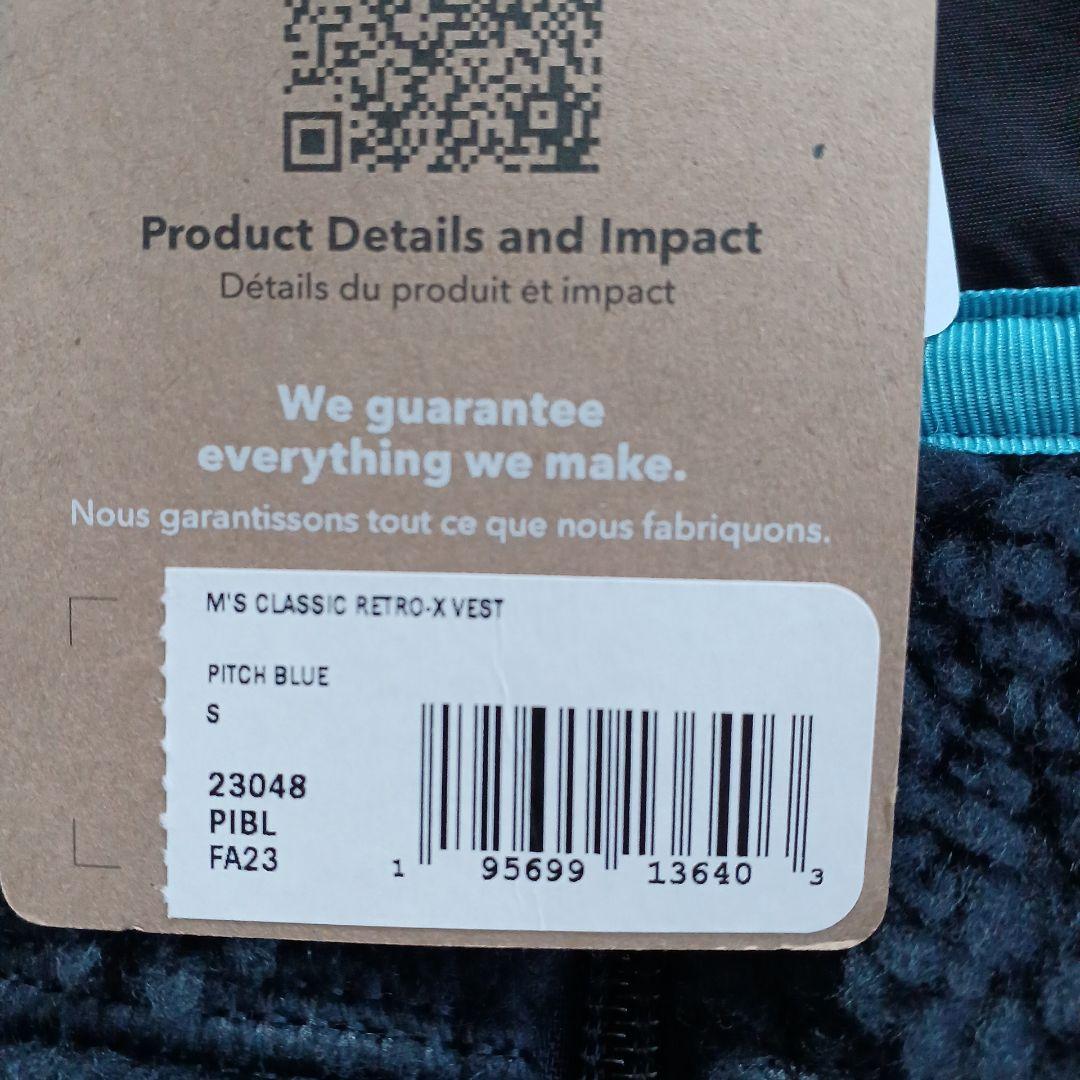 Product Details and Impact
Détails du produit et impact
We guarantee
everything we make.
Nous garantissons tout ce que nous fabriquons.
M'S CLASSIC RETRO-X VEST
PITCH BLUE
S
23048
PIBL
FA23
1 95699 13640 3